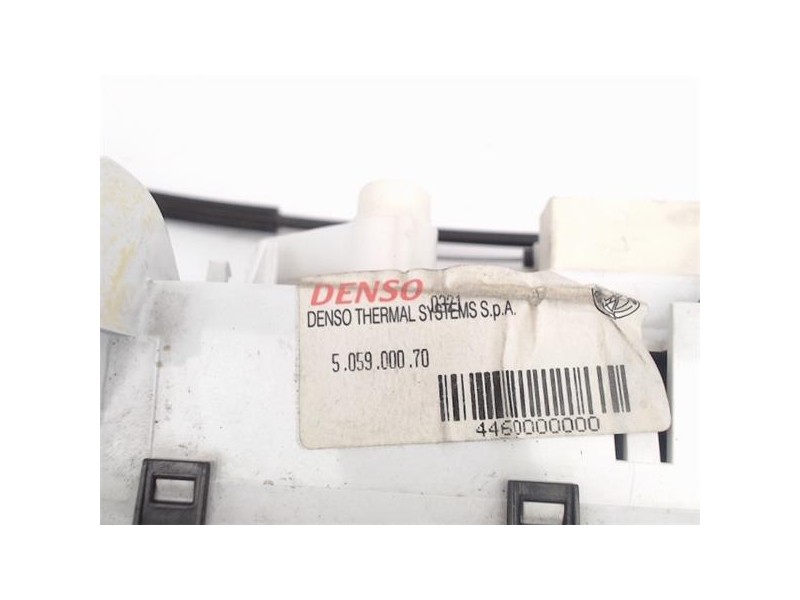 DENSO 0321
DENSO THERMAL SYSTEMS S.p.A.
5.059.000.70
4460000000